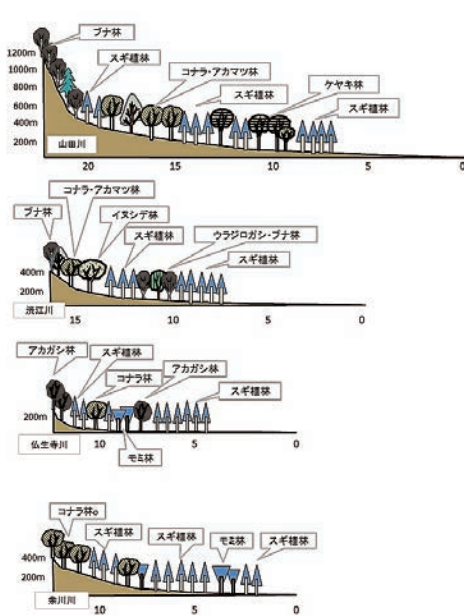 ブナ林
スギ植林
コナラ・アカマツ林
スギ植林
ケヤキ林
スギ植林
1200m
1000m
800m
600m
400m
200m
山田川
20
15
10
5
0
コナラ・アカマツ林
ブナ林
イヌシデ林
スギ植林
ウラジロガシ・ブナ林
スギ植林
400m
200m
渋江川
15
10
5
0
アカガシ林
スギ植林
コナラ林
アカガシ林
スギ植林
200m
仏生寺川
10
5
0
モミ林
コナラ林。
スギ植林
スギ植林
モミ林
スギ植林
400m
200m
余川川
10
5
0